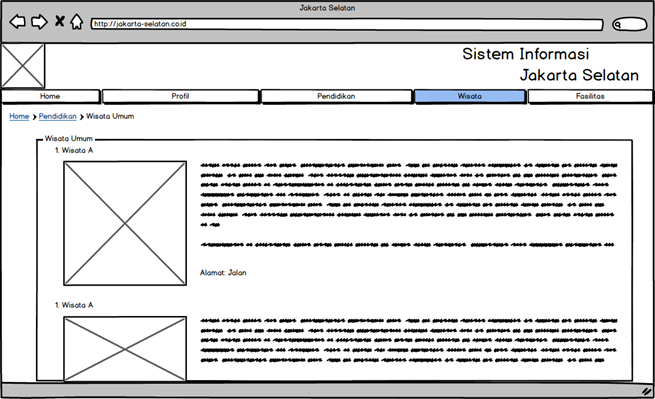 Jakarta Selatan
http://jakarta-selatan.co.id
Sistem Informasi
Jakarta Selatan
Home Profil Pendidikan Wisata Fasilitas
Home > Pendidikan > Wisata Umum
Wisata Umum
1. Wisata A
Alamat: Jalan
1. Wisata A